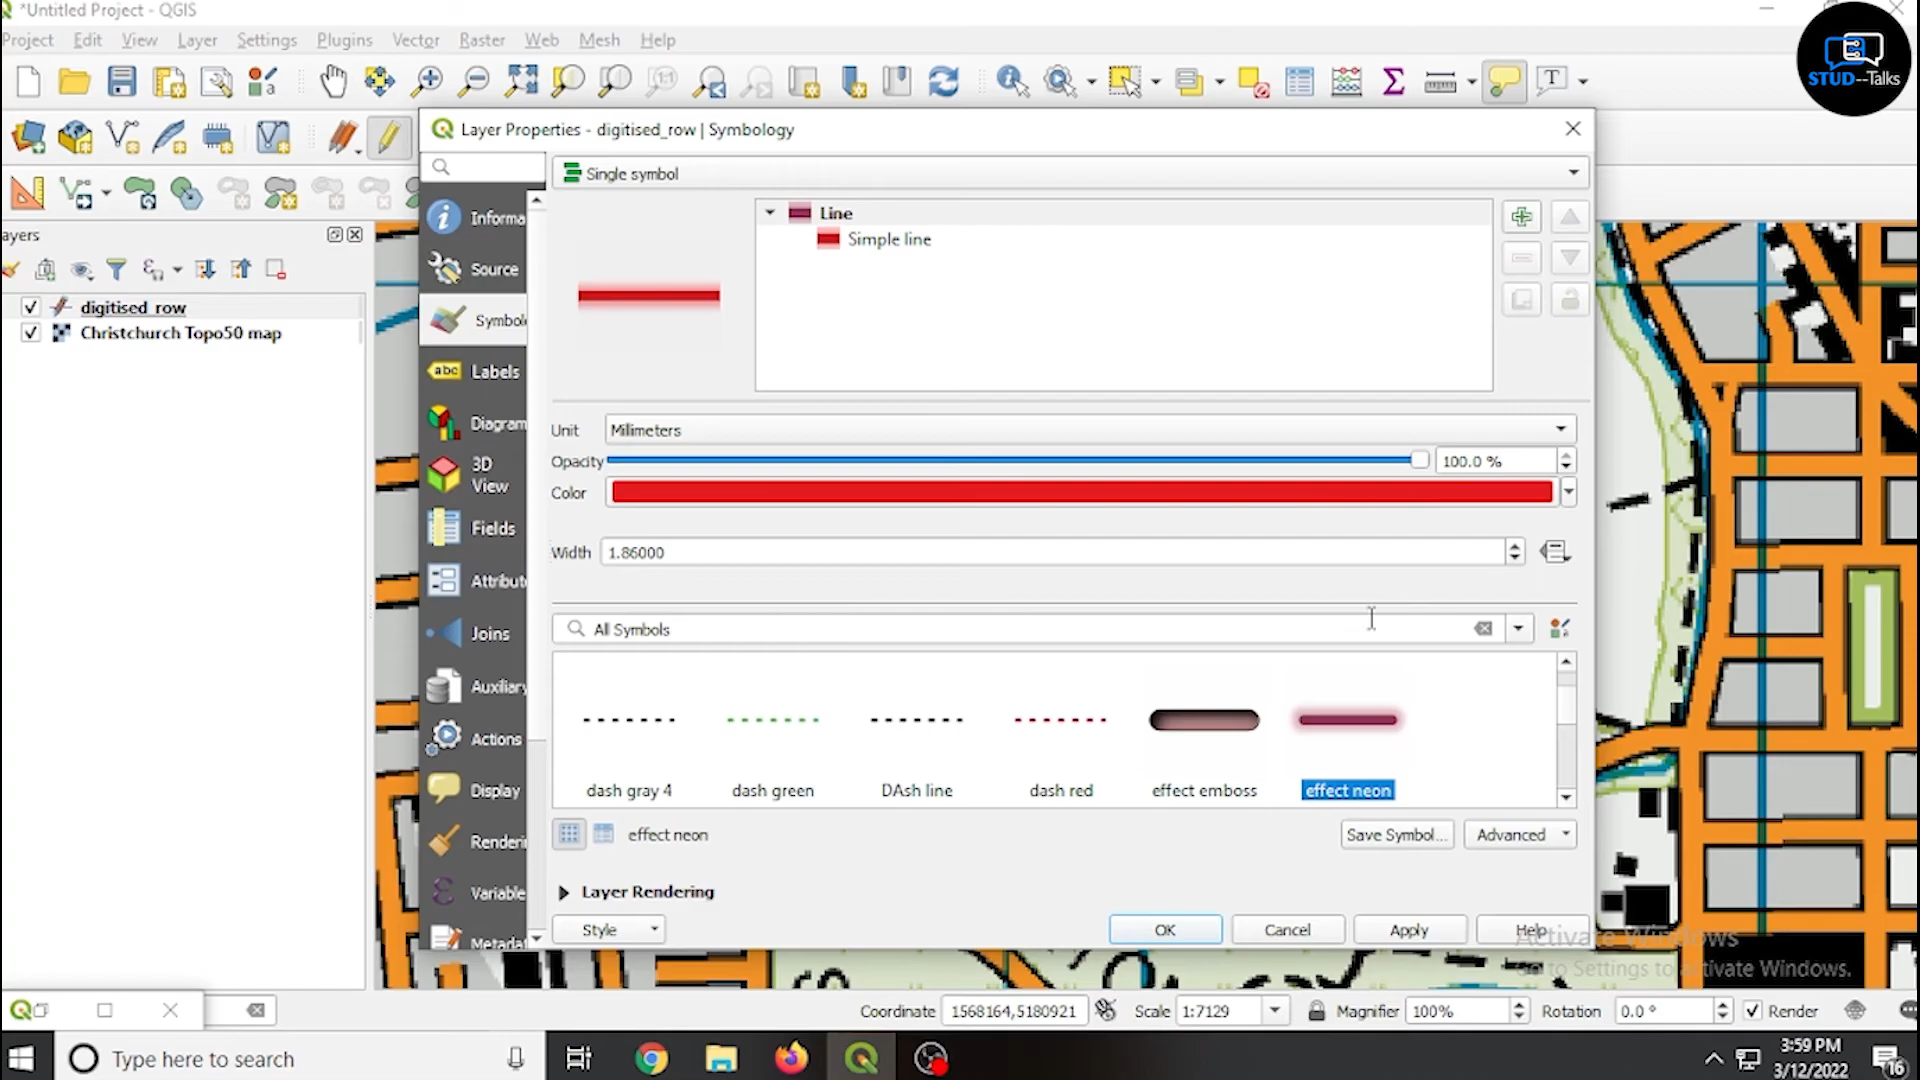 *Untitled Project - QGIS
Project Edit View Layer Settings Plugins Vector Raster Web Mesh Help
STUD--Talks
Layer Properties - digitised_row | Symbology
Single symbol
Informa
Source
Symbol
Labels
Diagram
3D
View
Fields
Attribut
Joins
Auxiliary
Actions
Display
Renderi
Variable
Metadat
Line
Simple line
ayers
digitised_row
Christchurch Topo50 map
Unit Millimeters
Opacity 100.0 %
Color
Width 1.86000
All Symbols
dash gray 4 dash green DAsh line dash red effect emboss effect neon
effect neon Save Symbol... Advanced
Layer Rendering
Style OK Cancel Apply Help
Activate Windows
Go to Settings to activate Windows.
Coordinate 1568164,5180921 Scale 1:7129 Magnifier 100% Rotation 0.0 ° Render
Type here to search
3:59 PM
3/12/2022
16